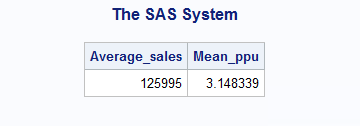 The SAS System
Average_sales Mean_ppu
125995 3.148339